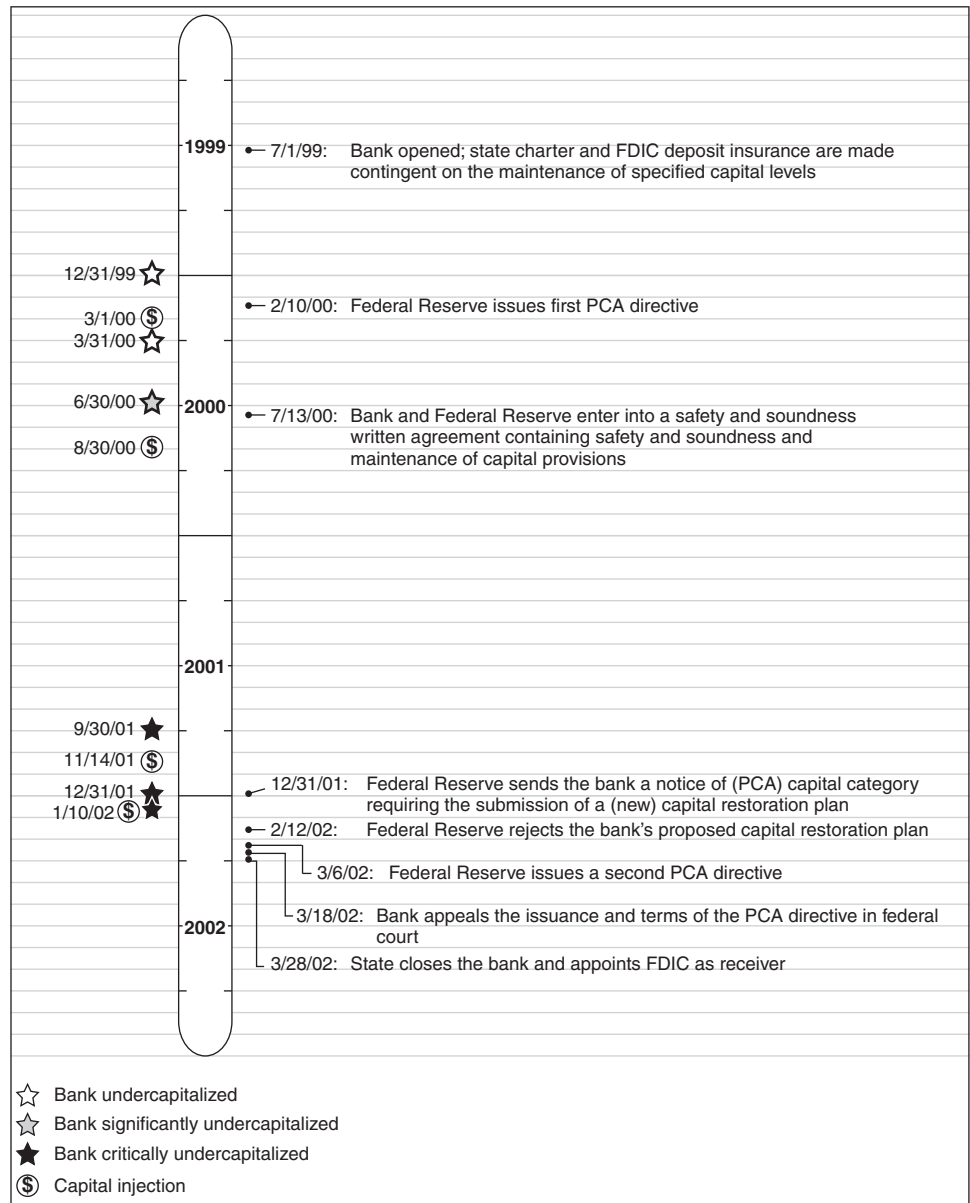 1999
7/1/99: Bank opened; state charter and FDIC deposit insurance are made
contingent on the maintenance of specified capital levels
12/31/99
2/10/00: Federal Reserve issues first PCA directive
3/1/00 $
3/31/00
6/30/00
2000
7/13/00: Bank and Federal Reserve enter into a safety and soundness
written agreement containing safety and soundness and
maintenance of capital provisions
8/30/00 $
2001
9/30/01
11/14/01 $
12/31/01
12/31/01: Federal Reserve sends the bank a notice of (PCA) capital category
requiring the submission of a (new) capital restoration plan
1/10/02 $
2/12/02: Federal Reserve rejects the bank's proposed capital restoration plan
3/6/02: Federal Reserve issues a second PCA directive
3/18/02: Bank appeals the issuance and terms of the PCA directive in federal
court
2002
3/28/02: State closes the bank and appoints FDIC as receiver
Bank undercapitalized
Bank significantly undercapitalized
Bank critically undercapitalized
$ Capital injection